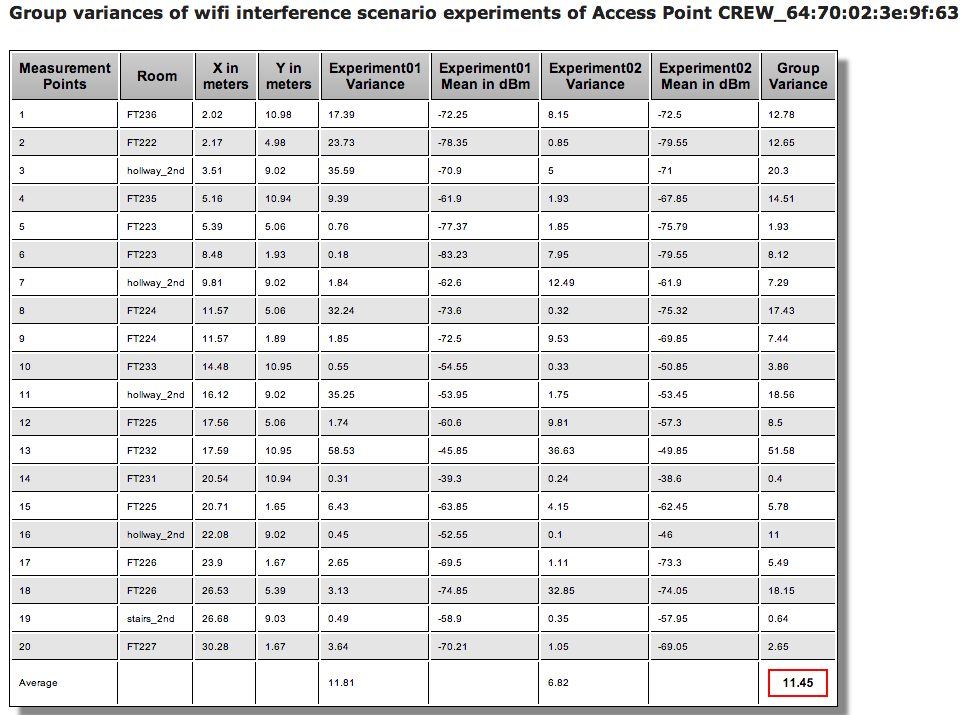 Group variances of wifi interference scenario experiments of Access Point CREW_64:70:02:3e:9f:63
Measurement Points Room X in meters Y in meters Experiment01 Variance Experiment01 Mean in dBm Experiment02 Variance Experiment02 Mean in dBm Group Variance
1 FT236 2.02 10.98 17.39 -72.25 8.15 -72.5 12.78
2 FT222 2.17 4.98 23.73 -78.35 0.85 -79.55 12.65
3 hollway_2nd 3.51 9.02 35.59 -70.9 5 -71 20.3
4 FT235 5.16 10.94 9.39 -61.9 1.93 -67.85 14.51
5 FT223 5.39 5.06 0.76 -77.37 1.85 -75.79 1.93
6 FT223 8.48 1.93 0.18 -83.23 7.95 -79.55 8.12
7 hollway_2nd 9.81 9.02 1.84 -62.6 12.49 -61.9 7.29
8 FT224 11.57 5.06 32.24 -73.6 0.32 -75.32 17.43
9 FT224 11.57 1.89 1.85 -72.5 9.53 -69.85 7.44
10 FT233 14.48 10.95 0.55 -54.55 0.33 -50.85 3.86
11 hollway_2nd 16.12 9.02 35.25 -53.95 1.75 -53.45 18.56
12 FT225 17.56 5.06 1.74 -60.6 9.81 -57.3 8.5
13 FT232 17.59 10.95 58.53 -45.85 36.63 -49.85 51.58
14 FT231 20.54 10.94 0.31 -39.3 0.24 -38.6 0.4
15 FT225 20.71 1.65 6.43 -63.85 4.15 -62.45 5.78
16 hollway_2nd 22.08 9.02 0.45 -52.55 0.1 -46 11
17 FT226 23.9 1.67 2.65 -69.5 1.11 -73.3 5.49
18 FT226 26.53 5.39 3.13 -74.85 32.85 -74.05 18.15
19 stairs_2nd 26.68 9.03 0.49 -58.9 0.35 -57.95 0.64
20 FT227 30.28 1.67 3.64 -70.21 1.05 -69.05 2.65
Average 11.81 6.82 11.45